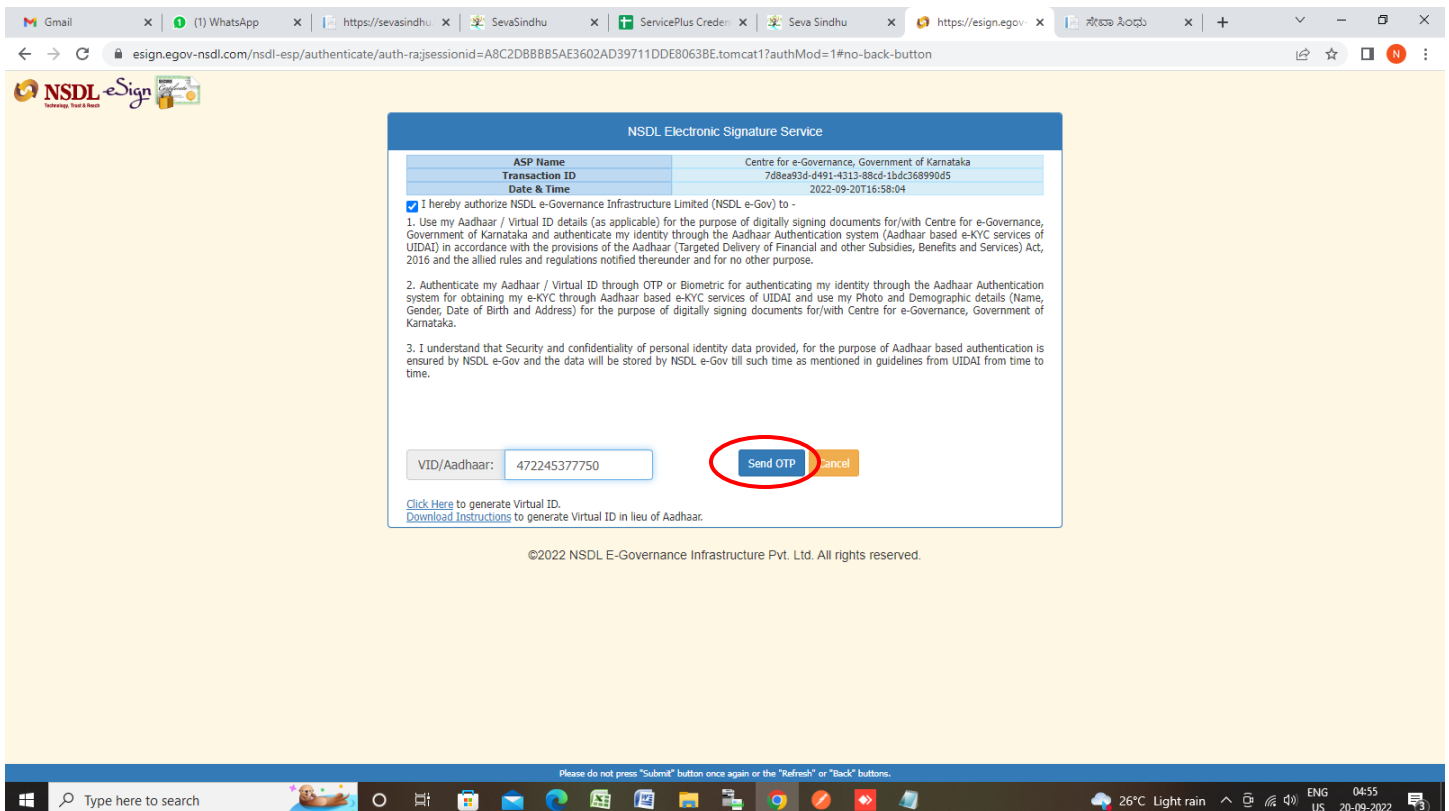 Gmail
(1) WhatsApp
https://sevasindhu
SevaSindhu
ServicePlus Creden
Seva Sindhu
https://esign.egov-
ಸೇವಾ ಸಿಂಧು
esign.egov-nsdl.com/nsdl-esp/authenticate/auth-ra;jsessionid=A8C2DBBBB5AE3602AD39711DDE8063BE.tomcat1?authMod=1#no-back-button
N
NSDL eSign
Technology, Trust & Reach
NSDL Electronic Signature Service
ASP Name Centre for e-Governance, Government of Karnataka
Transaction ID 7d8ea93d-d491-4313-88cd-1bdc368990d5
Date & Time 2022-09-20T16:58:04
I hereby authorize NSDL e-Governance Infrastructure Limited (NSDL e-Gov) to -
1. Use my Aadhaar / Virtual ID details (as applicable) for the purpose of digitally signing documents for/with Centre for e-Governance,
Government of Karnataka and authenticate my identity through the Aadhaar Authentication system (Aadhaar based e-KYC services of
UIDAI) in accordance with the provisions of the Aadhaar (Targeted Delivery of Financial and other Subsidies, Benefits and Services) Act,
2016 and the allied rules and regulations notified thereunder and for no other purpose.
2. Authenticate my Aadhaar / Virtual ID through OTP or Biometric for authenticating my identity through the Aadhaar Authentication
system for obtaining my e-KYC through Aadhaar based e-KYC services of UIDAI and use my Photo and Demographic details (Name,
Gender, Date of Birth and Address) for the purpose of digitally signing documents for/with Centre for e-Governance, Government of
Karnataka.
3. I understand that Security and confidentiality of personal identity data provided, for the purpose of Aadhaar based authentication is
ensured by NSDL e-Gov and the data will be stored by NSDL e-Gov till such time as mentioned in guidelines from UIDAI from time to
time.
VID/Aadhaar: 472245377750 Send OTP Cancel
Click Here to generate Virtual ID.
Download Instructions to generate Virtual ID in lieu of Aadhaar.
©2022 NSDL E-Governance Infrastructure Pvt. Ltd. All rights reserved.
Please do not press "Submit" button once again or the "Refresh" or "Back" buttons.
Type here to search
26°C Light rain
ENG
US
04:55
20-09-2022
3